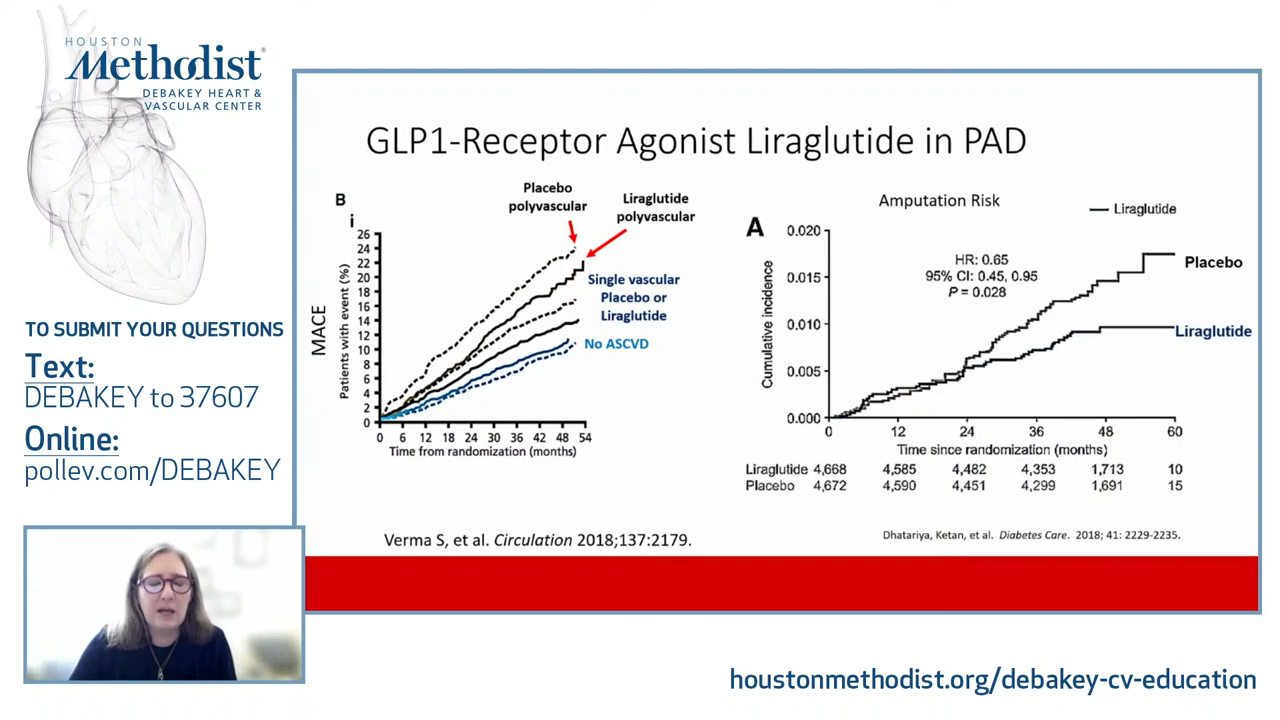 HOUSTON
Methodist®
DEBAKEY HEART &
VASCULAR CENTER
TO SUBMIT YOUR QUESTIONS
Text:
DEBAKEY to 37607
Online:
pollev.com/DEBAKEY
GLP1-Receptor Agonist Liraglutide in PAD
B
i
Placebo
polyvascular
Liraglutide
polyvascular
Single vascular
Placebo or
Liraglutide
No ASCVD
MACE
Patients with event (%)
26
24
22
20
18
16
14
12
10
8
6
4
2
0
0 6 12 18 24 30 36 42 48 54
Time from randomization (months)
Verma S, et al. Circulation 2018;137:2179.
A
Amputation Risk
Liraglutide
HR: 0.65
95% CI: 0.45, 0.95
P = 0.028
Placebo
Liraglutide
Cumulative incidence
0.020
0.015
0.010
0.005
0.000
0 12 24 36 48 60
Time since randomization (months)
Liraglutide 4,668 4,585 4,482 4,353 1,713 10
Placebo 4,672 4,590 4,451 4,299 1,691 15
Dhatariya, Ketan, et al. Diabetes Care. 2018; 41: 2229-2235.
houstonmethodist.org/debakey-cv-education